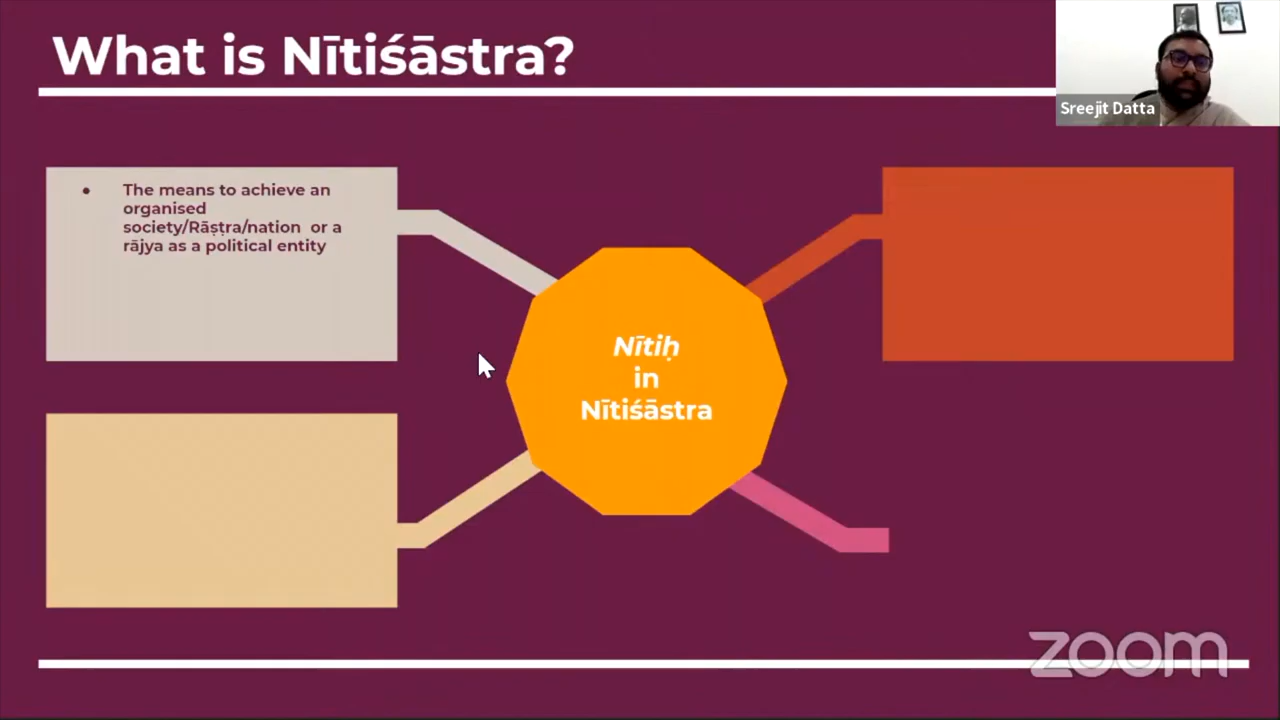 What is Nītiśāstra?
Sreejit Datta
• The means to achieve an
organised
society/Rāṣṭra/nation or a
rājya as a political entity
Nītiḥ
in
Nītiśāstra
zoom